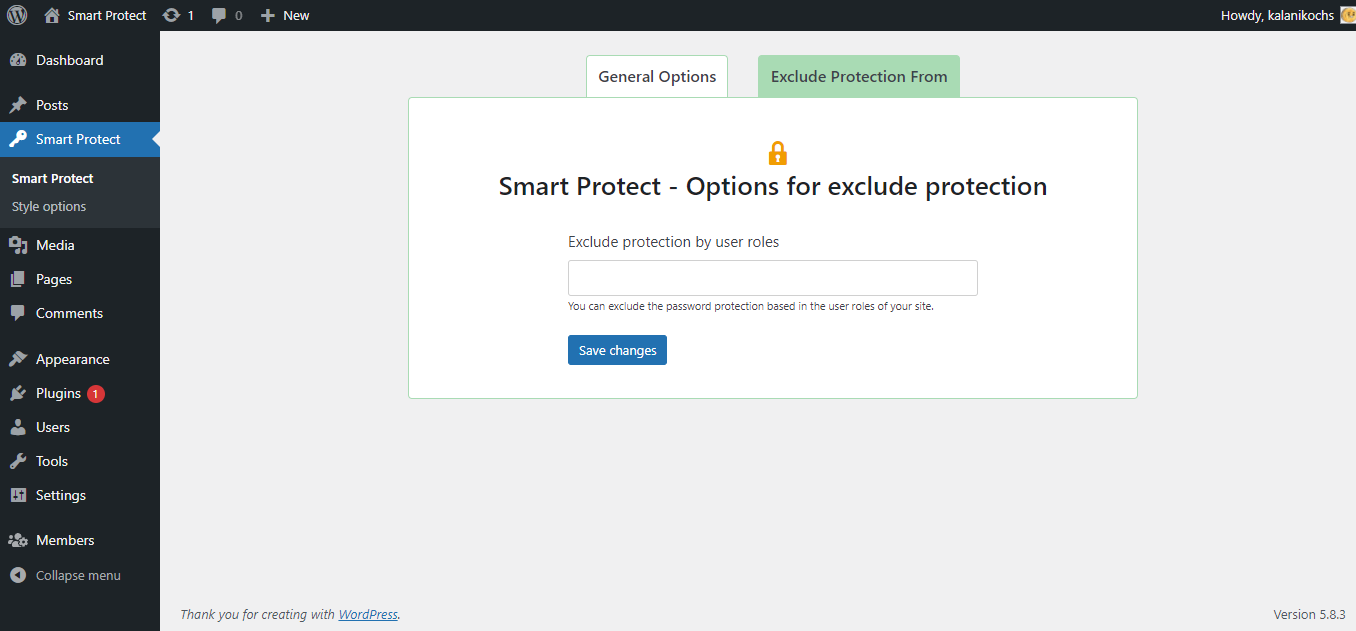 Smart Protect 1 0 New Howdy, kalanikochs
Dashboard
Posts
Smart Protect
Smart Protect
Style options
Media
Pages
Comments
Appearance
Plugins 1
Users
Tools
Settings
Members
Collapse menu
General Options Exclude Protection From
Smart Protect - Options for exclude protection
Exclude protection by user roles
You can exclude the password protection based in the user roles of your site.
Save changes
Thank you for creating with WordPress. Version 5.8.3